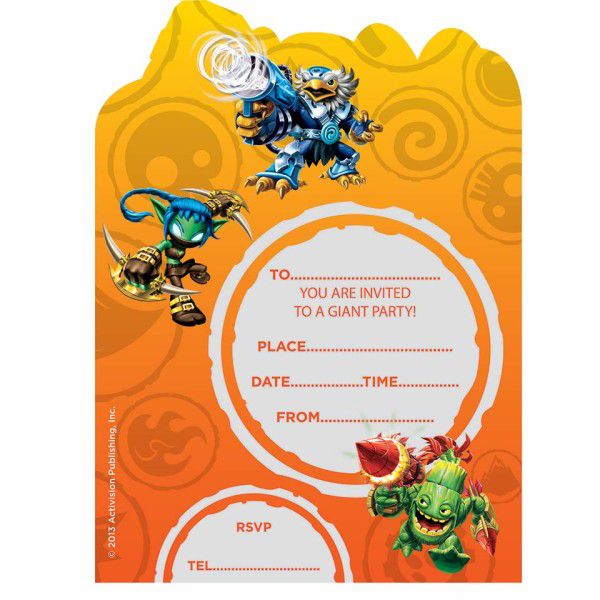 TO..........................................
YOU ARE INVITED
TO A GIANT PARTY!
PLACE.........................................
DATE.....................TIME.................
FROM................................
RSVP
TEL..............................
© 2013 Activision Publishing, Inc.